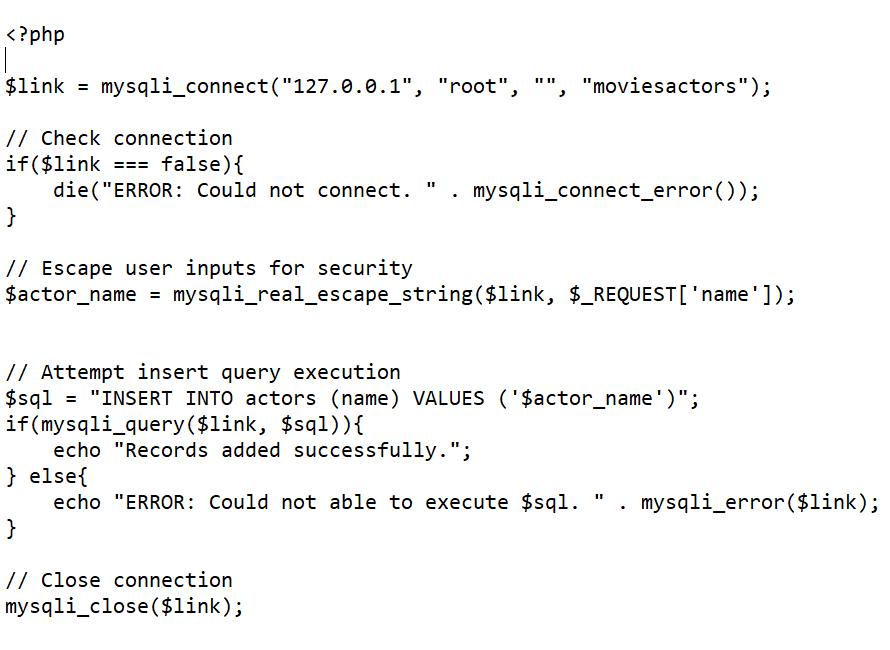 <?php
$link = mysqli_connect("127.0.0.1", "root", "", "moviesactors");
// Check connection
if($link === false){
    die("ERROR: Could not connect. " . mysqli_connect_error());
}
// Escape user inputs for security
$actor_name = mysqli_real_escape_string($link, $_REQUEST['name']);
// Attempt insert query execution
$sql = "INSERT INTO actors (name) VALUES ('$actor_name')";
if(mysqli_query($link, $sql)){
    echo "Records added successfully.";
} else{
    echo "ERROR: Could not able to execute $sql. " . mysqli_error($link);
}
// Close connection
mysqli_close($link);